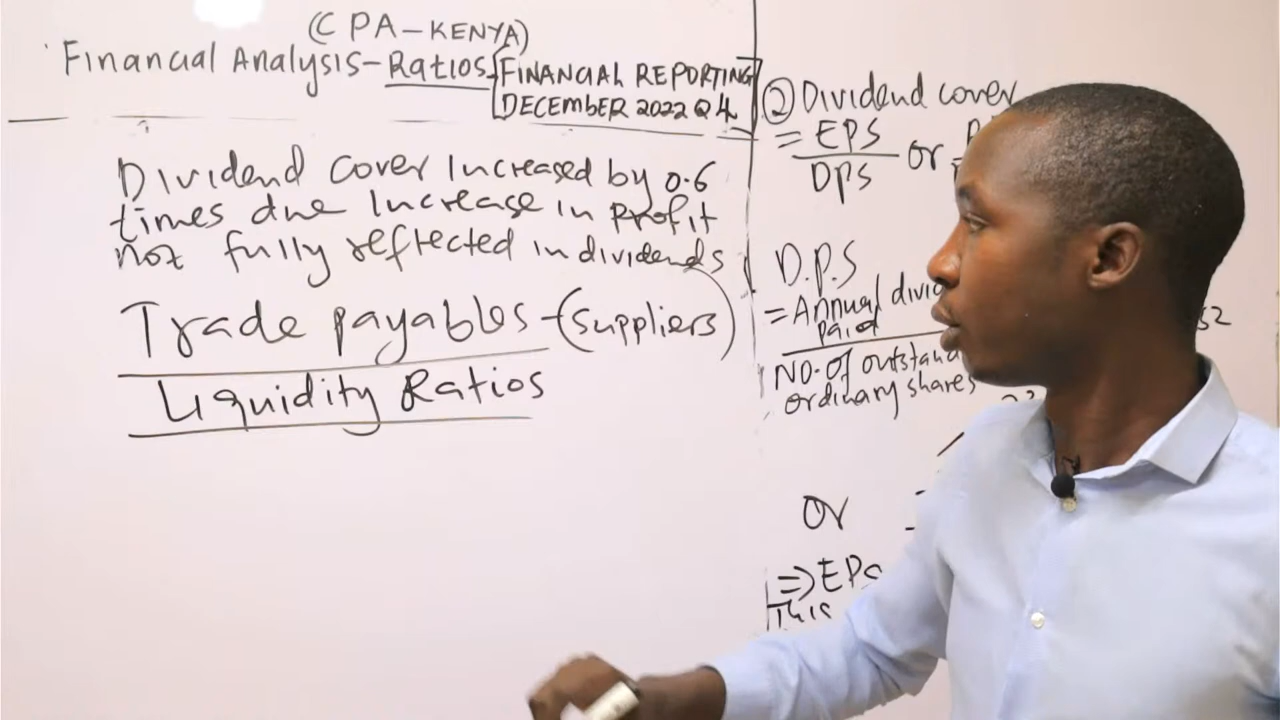 (CPA-KENYA)
Financial Analysis-Ratios
FINANCIAL REPORTING
DECEMBER 2022 Q4
Dividend cover Increased by 0.6
times due Increase in profit
not fully reflected in dividends
Trade payables-(suppliers)
Liquidity Ratios
② Dividend cover
= EPS or
DPS
D.P.S
= Annual
paid
NO. Of
ordinary shares
Or
⇒ EPS
This